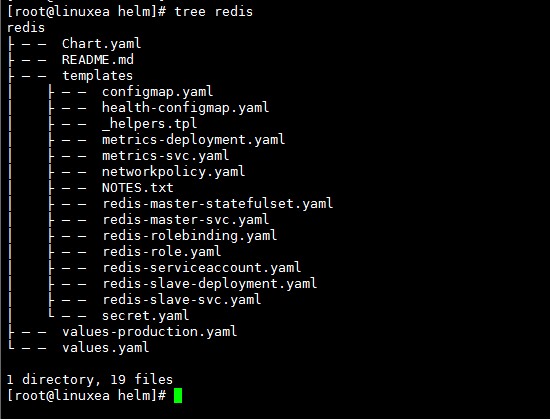 [root@linuxea helm]# tree redis
redis
├ ─ ─  Chart.yaml
├ ─ ─  README.md
├ ─ ─  templates
│    ├ ─ ─  configmap.yaml
│    ├ ─ ─  health-configmap.yaml
│    ├ ─ ─  _helpers.tpl
│    ├ ─ ─  metrics-deployment.yaml
│    ├ ─ ─  metrics-svc.yaml
│    ├ ─ ─  networkpolicy.yaml
│    ├ ─ ─  NOTES.txt
│    ├ ─ ─  redis-master-statefulset.yaml
│    ├ ─ ─  redis-master-svc.yaml
│    ├ ─ ─  redis-rolebinding.yaml
│    ├ ─ ─  redis-role.yaml
│    ├ ─ ─  redis-serviceaccount.yaml
│    ├ ─ ─  redis-slave-deployment.yaml
│    ├ ─ ─  redis-slave-svc.yaml
│    └ ─ ─  secret.yaml
├ ─ ─  values-production.yaml
└ ─ ─  values.yaml
1 directory, 19 files
[root@linuxea helm]#